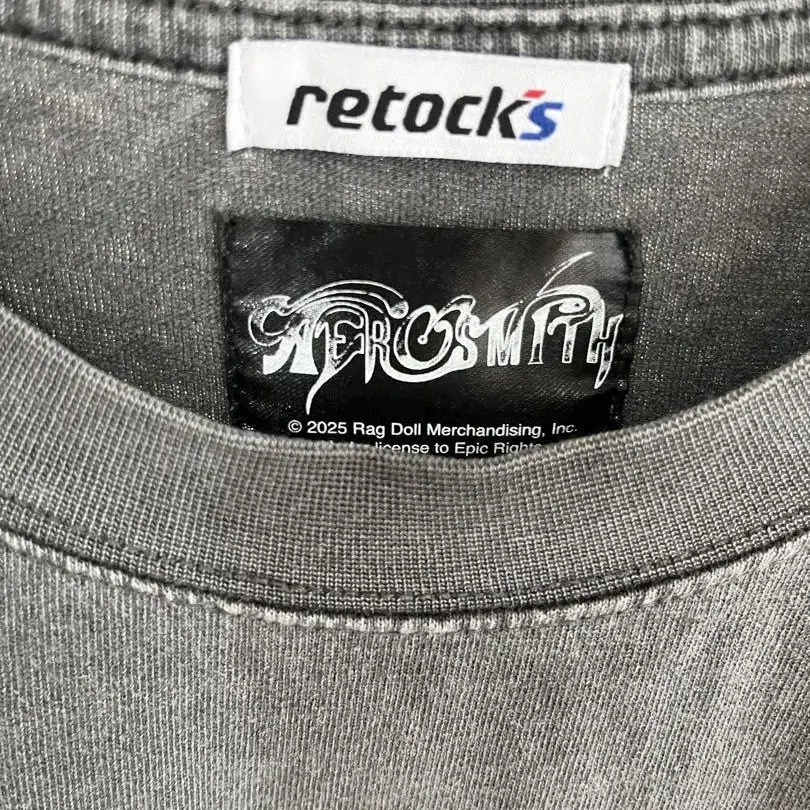 retock's
AEROSMITH
© 2025 Rag Doll Merchandising, Inc.
license to Epic Rights